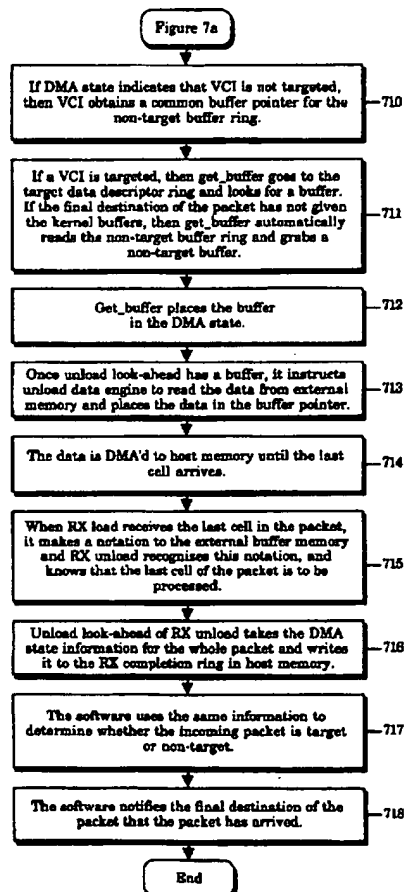 Figure 7a
If DMA state indicates that VCI is not targeted,
then VCI obtains a common buffer pointer for the
non-target buffer ring.
710
If a VCI is targeted, then get_buffer goes to the
target data descriptor ring and looks for a buffer.
If the final destination of the packet has not given
the kernel buffers, then get_buffer automatically
reads the non-target buffer ring and grabs a
non-target buffer.
711
Get_buffer places the buffer
in the DMA state.
712
Once unload look-ahead has a buffer, it instructs
unload data engine to read the data from external
memory and places the data in the buffer pointer.
713
The data is DMA'd to host memory until the last
cell arrives.
714
When RX load receives the last cell in the packet,
it makes a notation to the external buffer memory
and RX unload recognises this notation, and
knows that the last cell of the packet is to be
processed.
715
Unload look-ahead of RX unload takes the DMA
state information for the whole packet and writes
it to the RX completion ring in host memory.
716
The software uses the same information to
determine whether the incoming packet is target
or non-target.
717
The software notifies the final destination of the
packet that the packet has arrived.
718
End